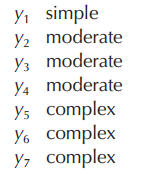 y1 simple
y2 moderate
y3 moderate
y4 moderate
y5 complex
y6 complex
y7 complex